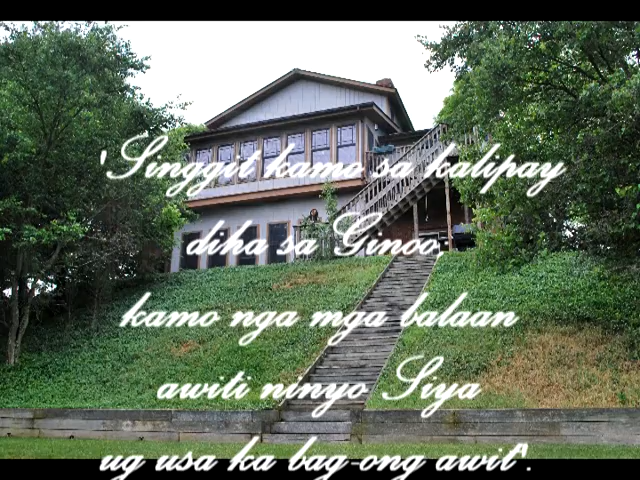 'Singgit kamo sa kalipay
diha sa Ginoo,
kamo nga mga balaan
awiti ninyo Siya
ug usa ka bag-ong awit'.